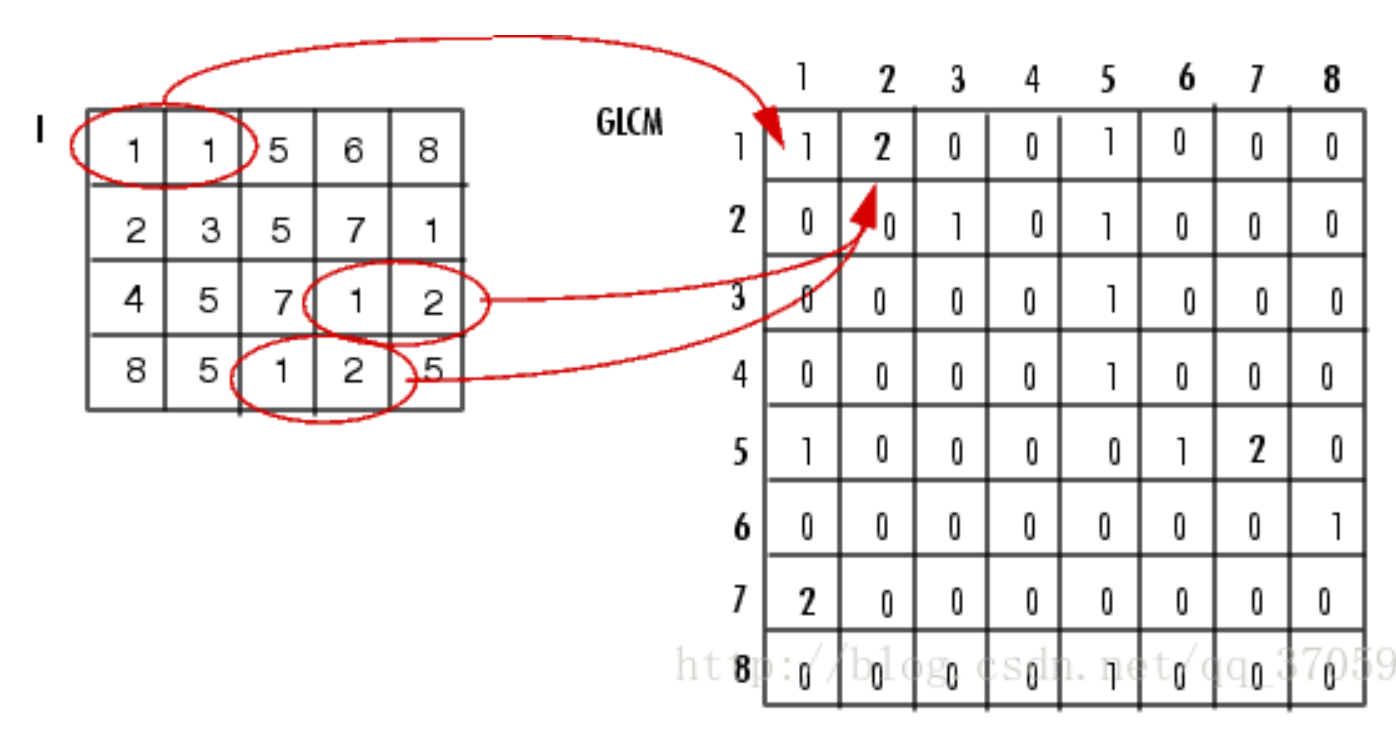 1 2 3 4 5 6 7 8
I 1 1 5 6 8 GLCM 1 1 2 0 0 1 0 0 0
2 3 5 7 1 2 0 0 1 0 1 0 0 0
4 5 7 1 2 3 0 0 0 0 1 0 0 0
8 5 1 2 5 4 0 0 0 0 1 0 0 0
5 1 0 0 0 0 1 2 0
6 0 0 0 0 0 0 0 1
7 2 0 0 0 0 0 0 0
8 0 0 0 0 1 0 0 0
http://blog.csdn.net/qq_37059